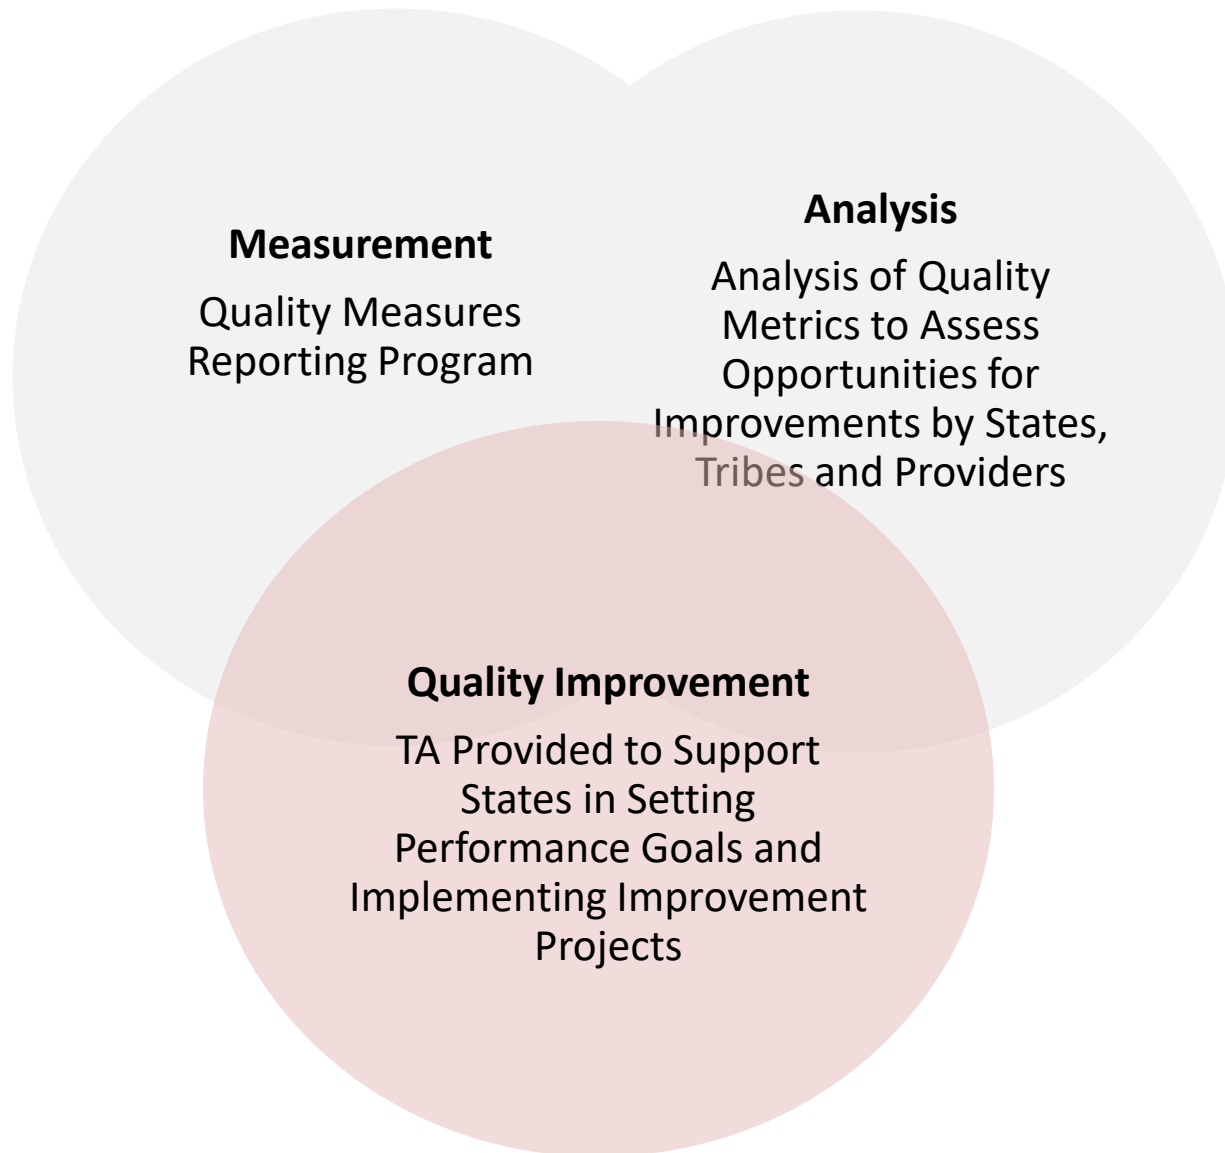 Measurement
Quality Measures
Reporting Program
Analysis
Analysis of Quality
Metrics to Assess
Opportunities for
Improvements by States,
Tribes and Providers
Quality Improvement
TA Provided to Support
States in Setting
Performance Goals and
Implementing Improvement
Projects